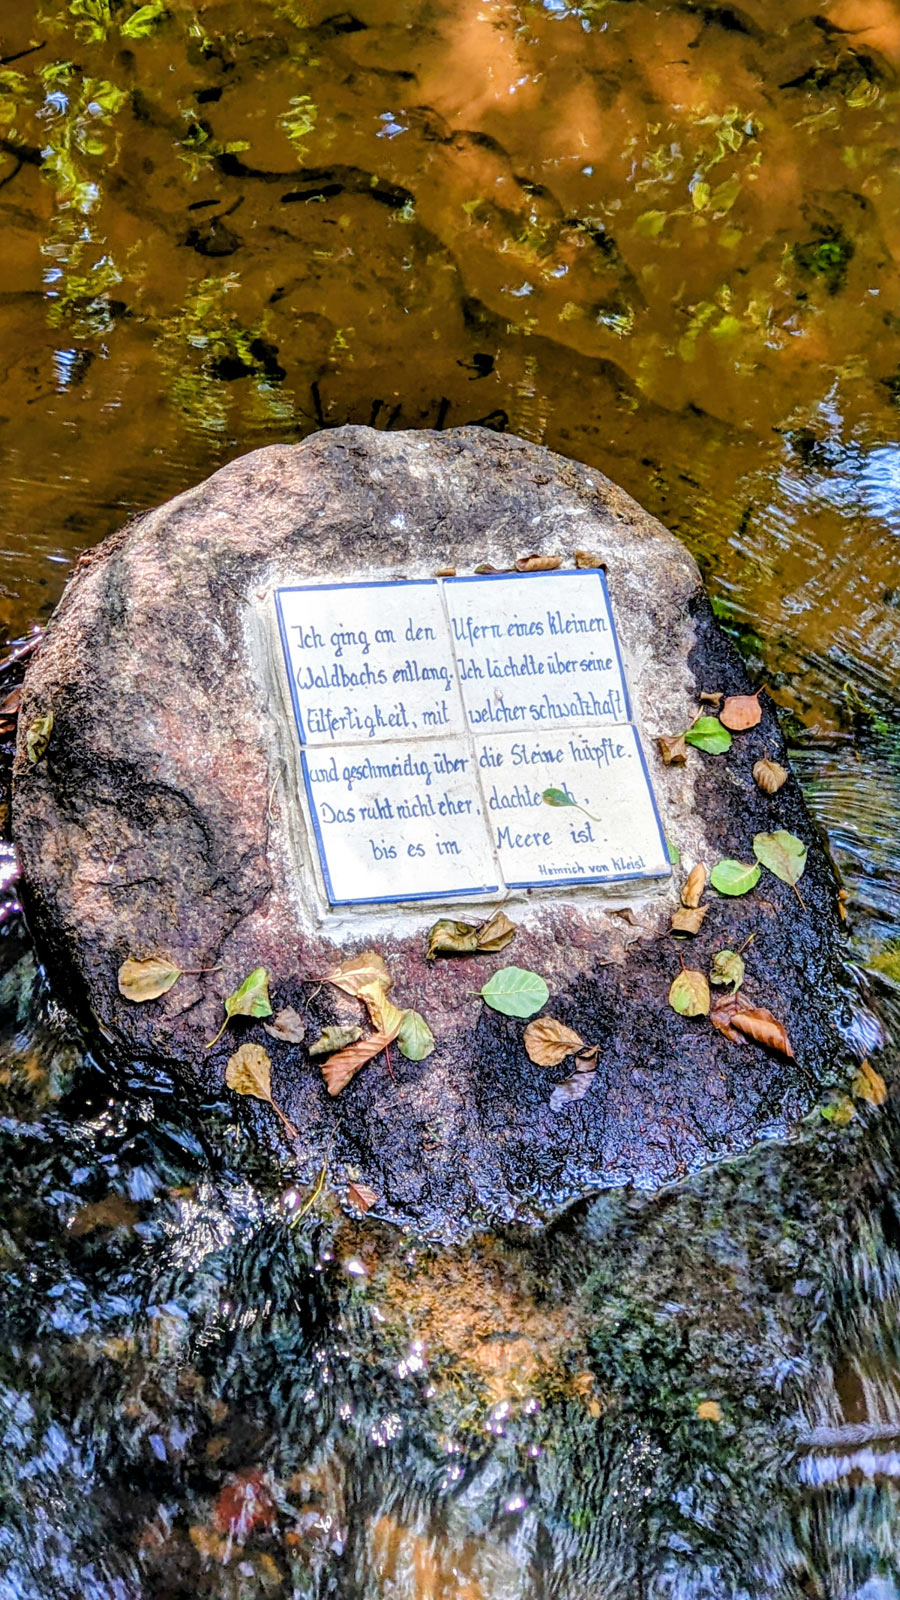 Ich ging an den Ufern eines kleinen
Waldbachs entlang. Ich lächelte über seine
Eilfertigkeit, mit welcher schwatzhaft
und geschmeidig über die Steine hüpfte.
Das ruht nicht eher, dachte ich,
bis es im Meere ist.
Heinrich von Kleist